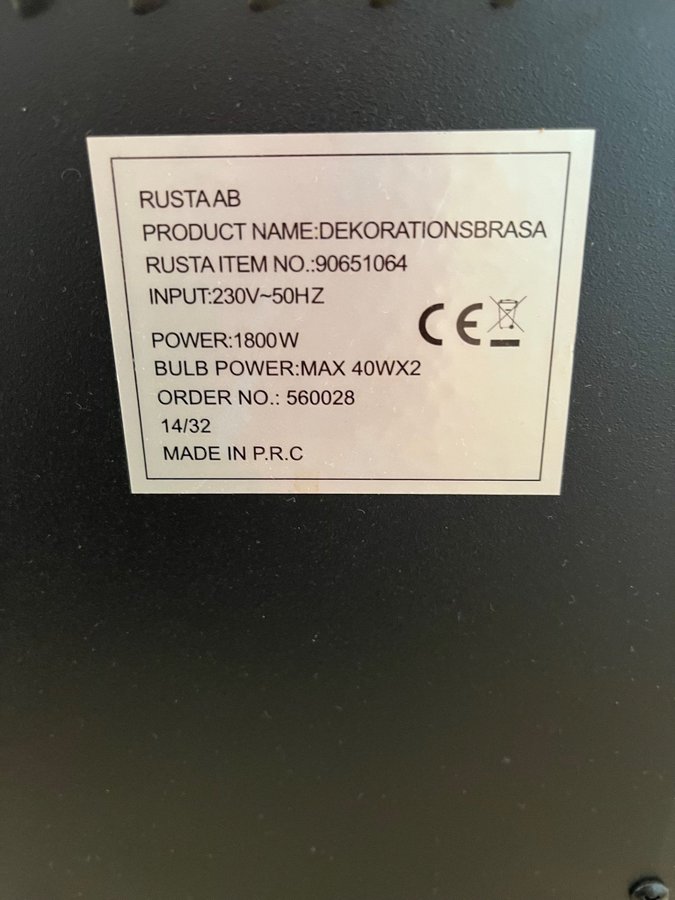 RUSTA AB
PRODUCT NAME:DEKORATIONSBRASA
RUSTA ITEM NO.:90651064
INPUT:230V~50HZ
CE
POWER:1800W
BULB POWER:MAX 40WX2
ORDER NO.: 560028
14/32
MADE IN P.R.C